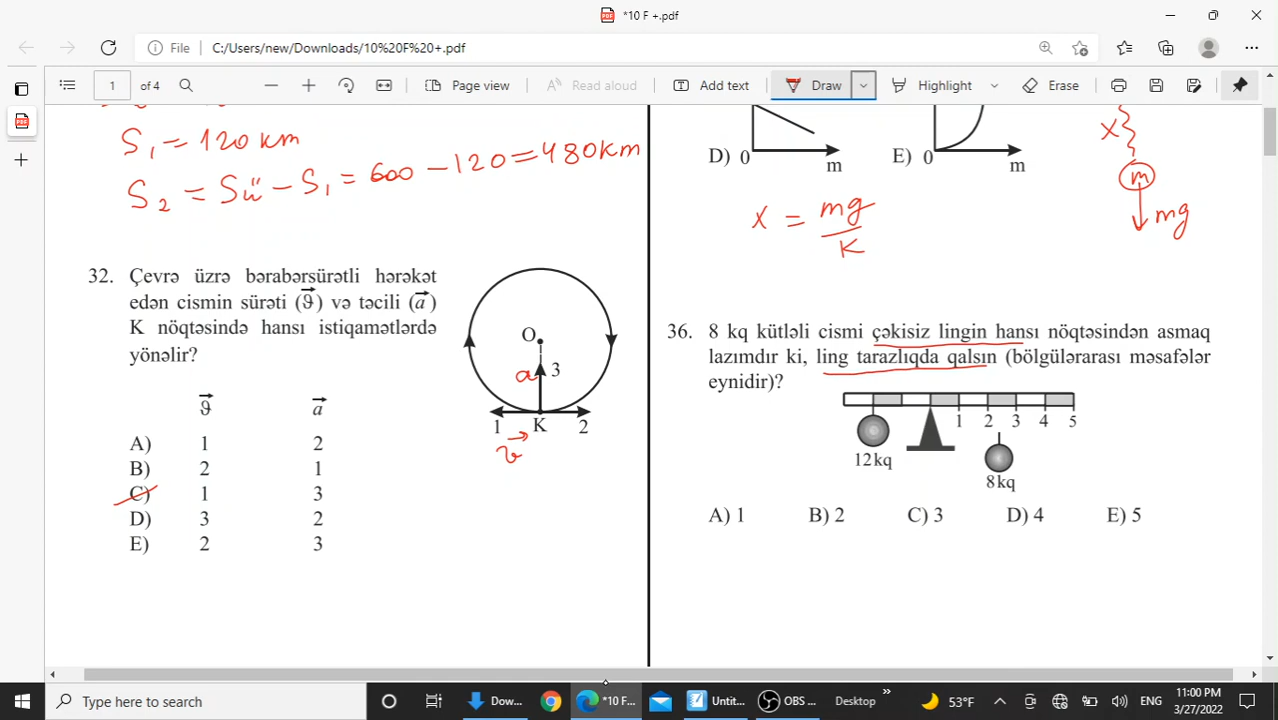 *10 F +.pdf
File
C:/Users/new/Downloads/10%20F%20+.pdf
1 of 4
Page view
Read aloud
Add text
Draw
Highlight
Erase
S₁ = 120 km
S₂ = Sü − S₁ = 600 − 120 = 480 km
32. Çevrə üzrə bərabərsürətli hərəkət
edən cismin sürəti (ϑ⃗) və təcili (a⃗)
K nöqtəsində hansı istiqamətlərdə
yönəlir?
ϑ⃗ a⃗
A) 1 2
B) 2 1
C) 1 3
D) 3 2
E) 2 3
O
a 3
1 K 2
v⃗
D) 0 m
E) 0 m
x
m
mg
x = mg/K
36. 8 kq kütləli cismi çəkisiz lingin hansı nöqtəsindən asmaq
lazımdır ki, ling tarazlıqda qalsın (bölgülərarası məsafələr
eynidir)?
1 2 3 4 5
12 kq
8 kq
A) 1 B) 2 C) 3 D) 4 E) 5
Type here to search
Dow...
*10 F...
Untit...
OBS ...
Desktop
53°F
ENG
11:00 PM
3/27/2022